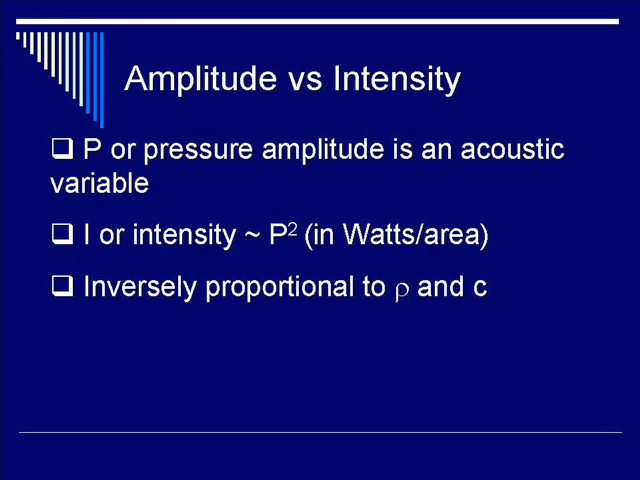 Amplitude vs Intensity
❑ P or pressure amplitude is an acoustic
variable
❑ I or intensity ~ P² (in Watts/area)
❑ Inversely proportional to ρ and c